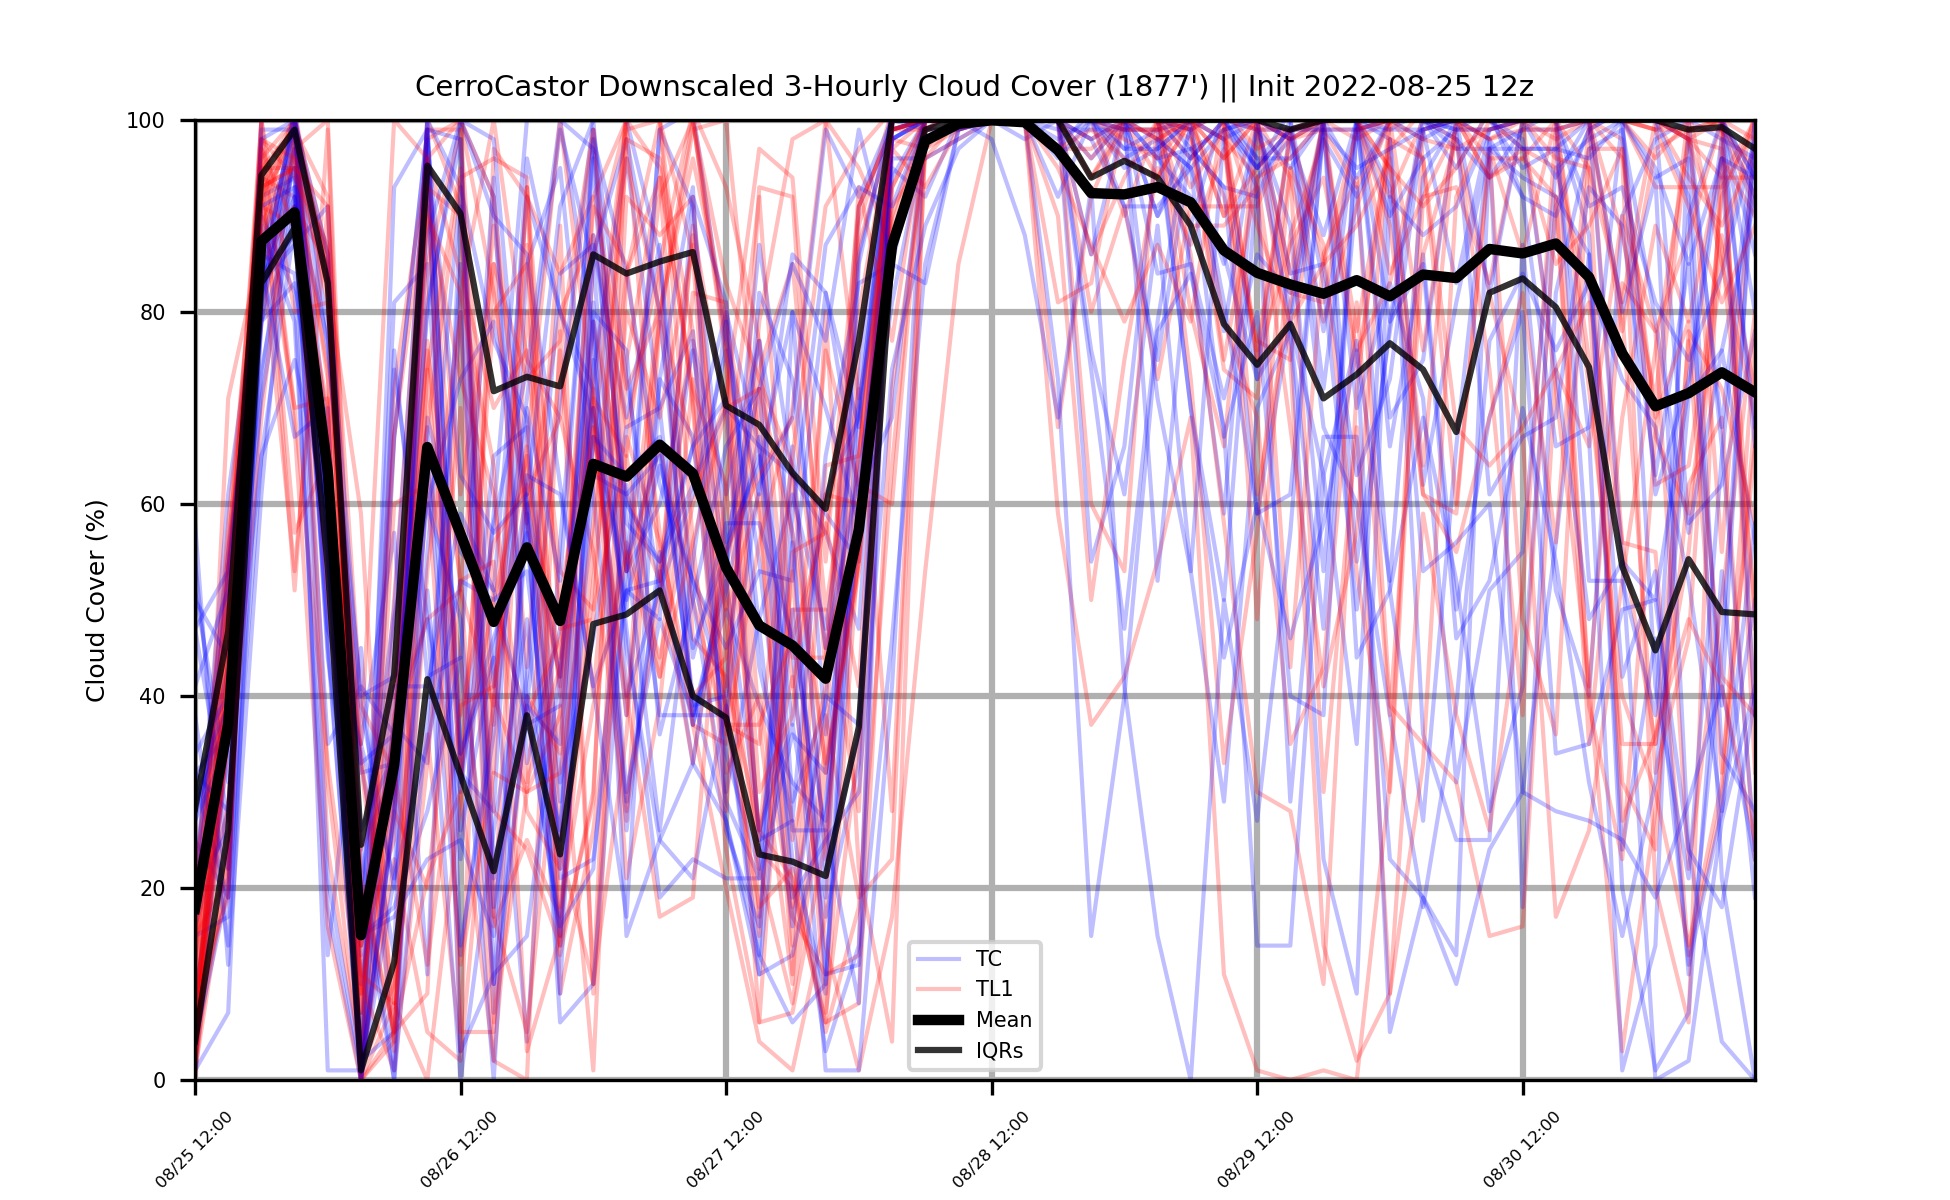 CerroCastor Downscaled 3-Hourly Cloud Cover (1877') || Init 2022-08-25 12z
Cloud Cover (%)
100
80
60
40
20
0
TC
TL1
Mean
IQRs
08/25 12:00
08/26 12:00
08/27 12:00
08/28 12:00
08/29 12:00
08/30 12:00